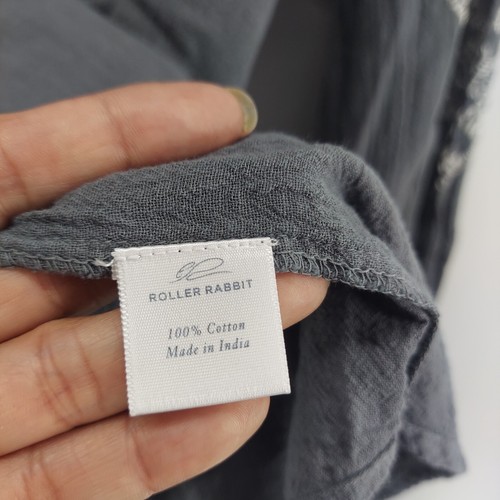 ROLLER RABBIT
100% Cotton
Made in India